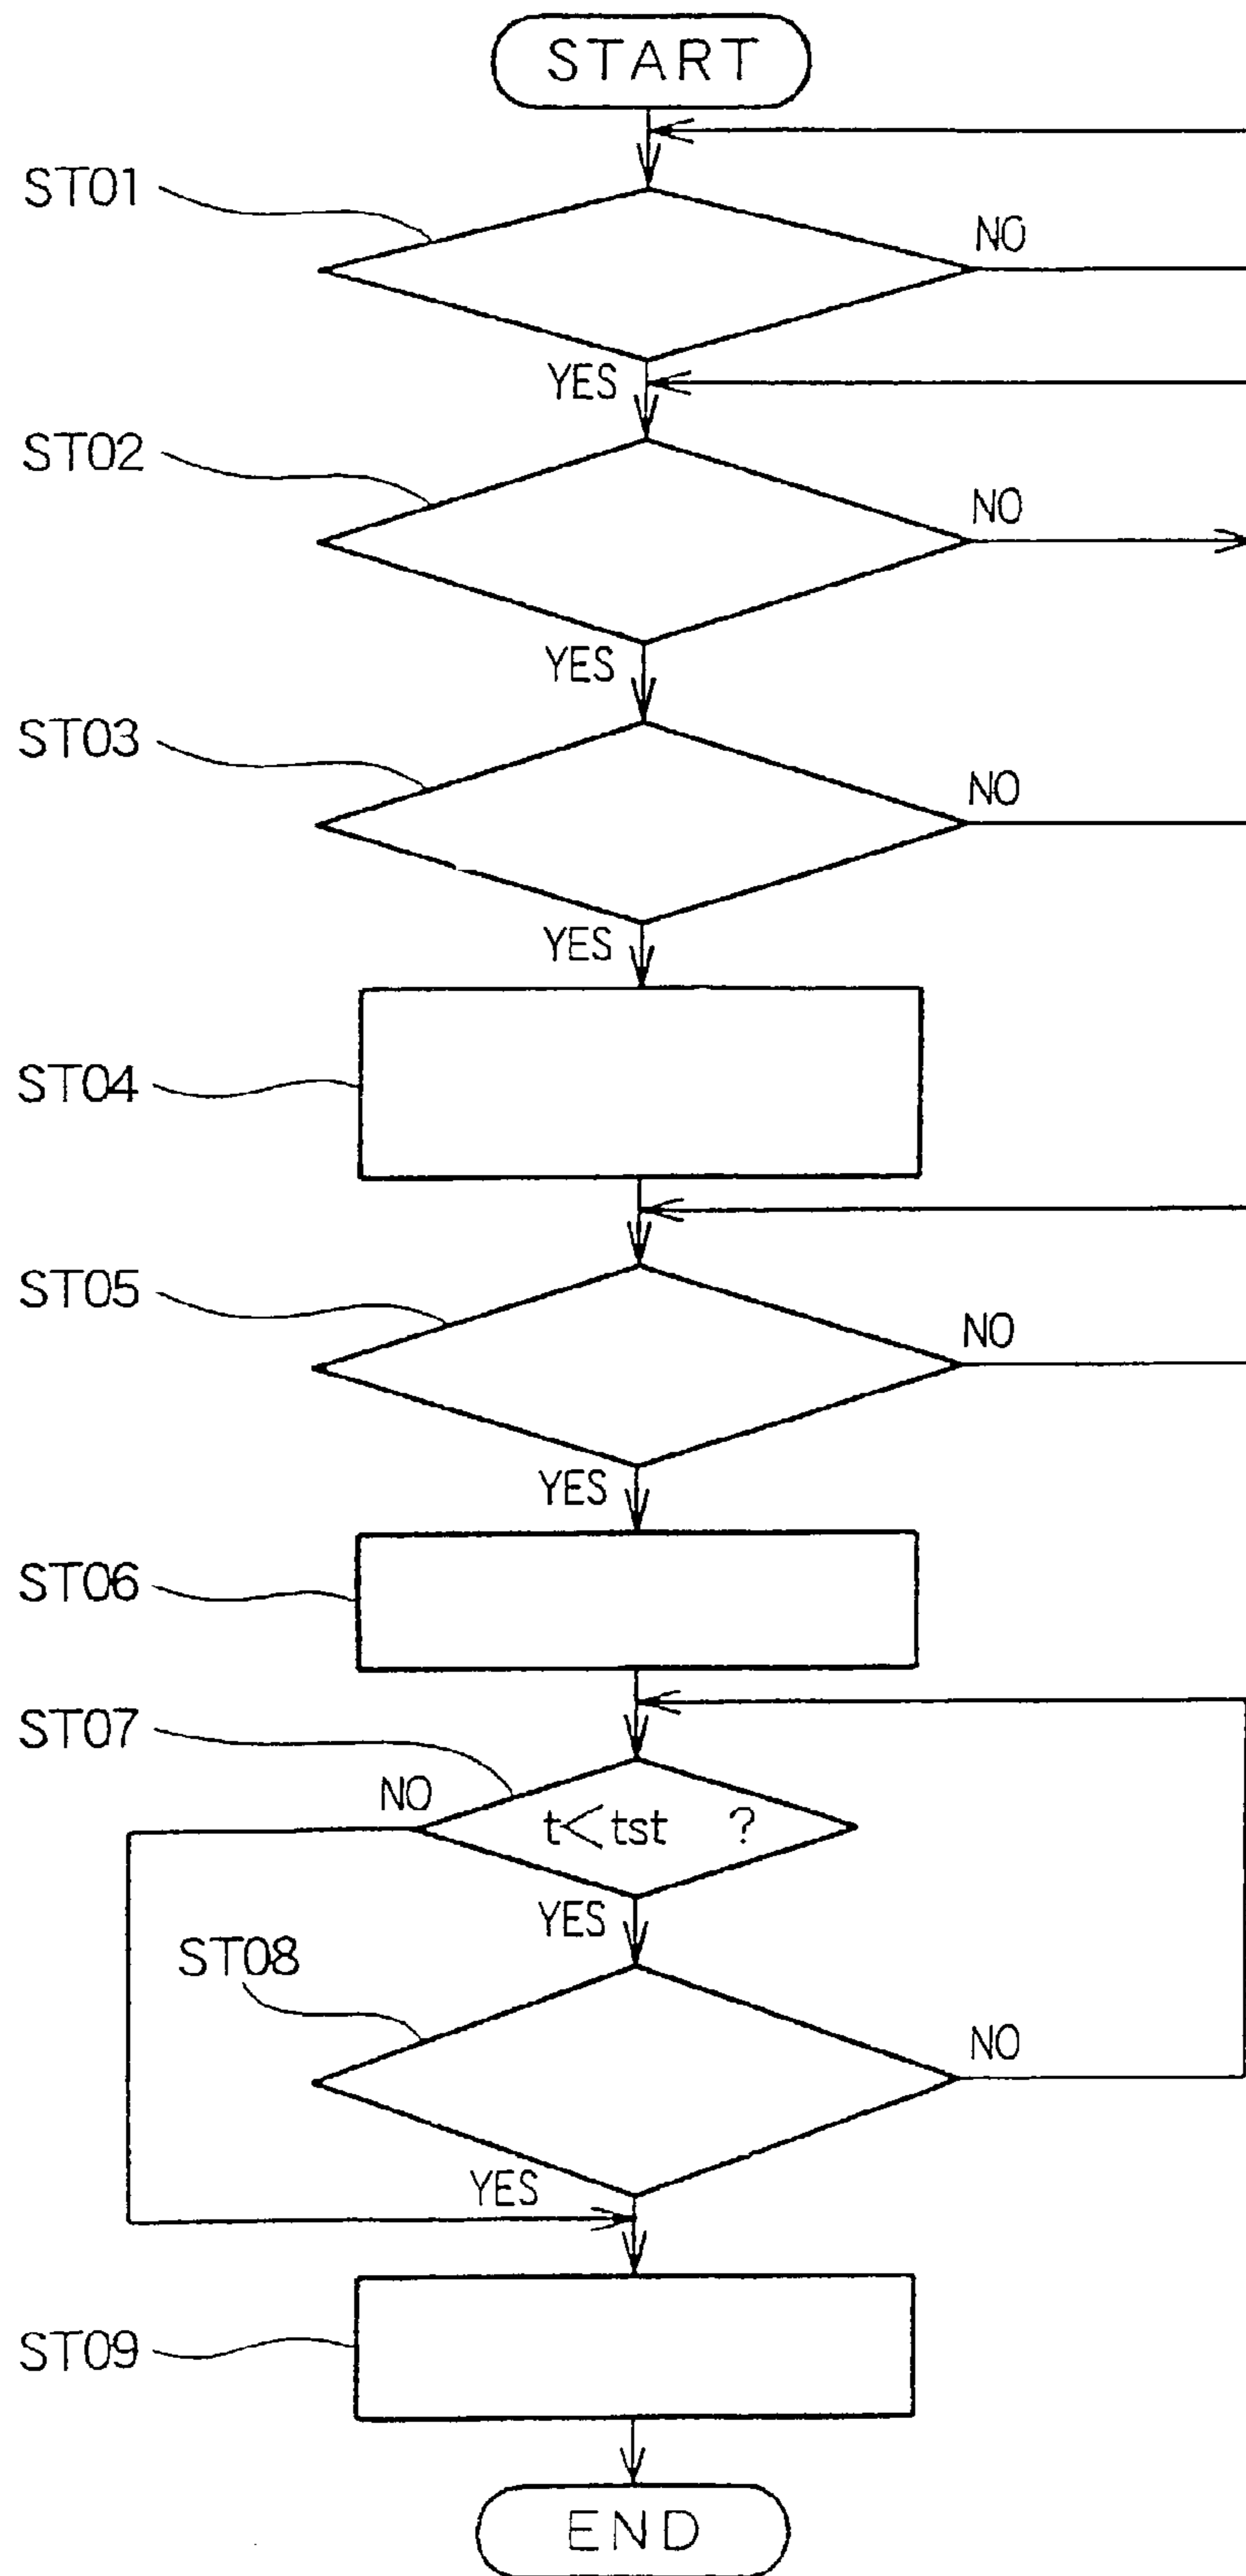 START
ST01
NO
YES
ST02
NO
YES
ST03
NO
YES
ST04
ST05
NO
YES
ST06
ST07
NO
t<tst ?
YES
ST08
NO
YES
ST09
END